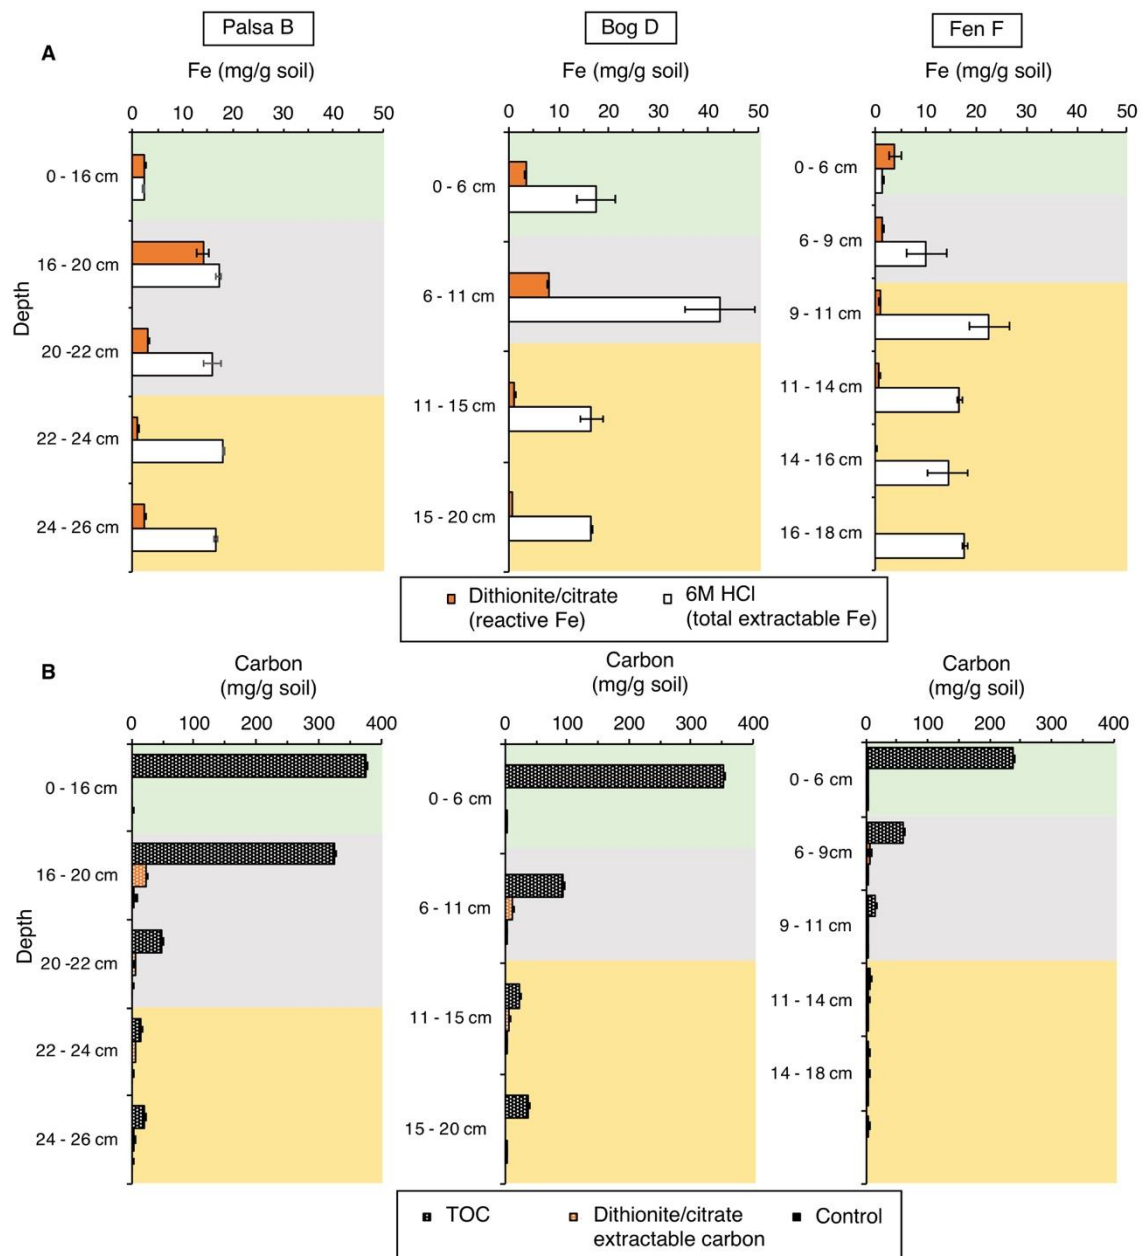 Palsa B
Bog D
Fen F
A
Fe (mg/g soil)
Fe (mg/g soil)
Fe (mg/g soil)
0 10 20 30 40 50
0 10 20 30 40 50
0 10 20 30 40 50
Depth
0 - 16 cm
16 - 20 cm
20 -22 cm
22 - 24 cm
24 - 26 cm
0 - 6 cm
6 - 11 cm
11 - 15 cm
15 - 20 cm
0 - 6 cm
6 - 9 cm
9 - 11 cm
11 - 14 cm
14 - 16 cm
16 - 18 cm
Dithionite/citrate
(reactive Fe)
6M HCl
(total extractable Fe)
B
Carbon
(mg/g soil)
Carbon
(mg/g soil)
Carbon
(mg/g soil)
0 100 200 300 400
0 100 200 300 400
0 100 200 300 400
Depth
0 - 16 cm
16 - 20 cm
20 -22 cm
22 - 24 cm
24 - 26 cm
0 - 6 cm
6 - 11 cm
11 - 15 cm
15 - 20 cm
0 - 6 cm
6 - 9cm
9 - 11 cm
11 - 14 cm
14 - 18 cm
TOC
Dithionite/citrate
extractable carbon
Control